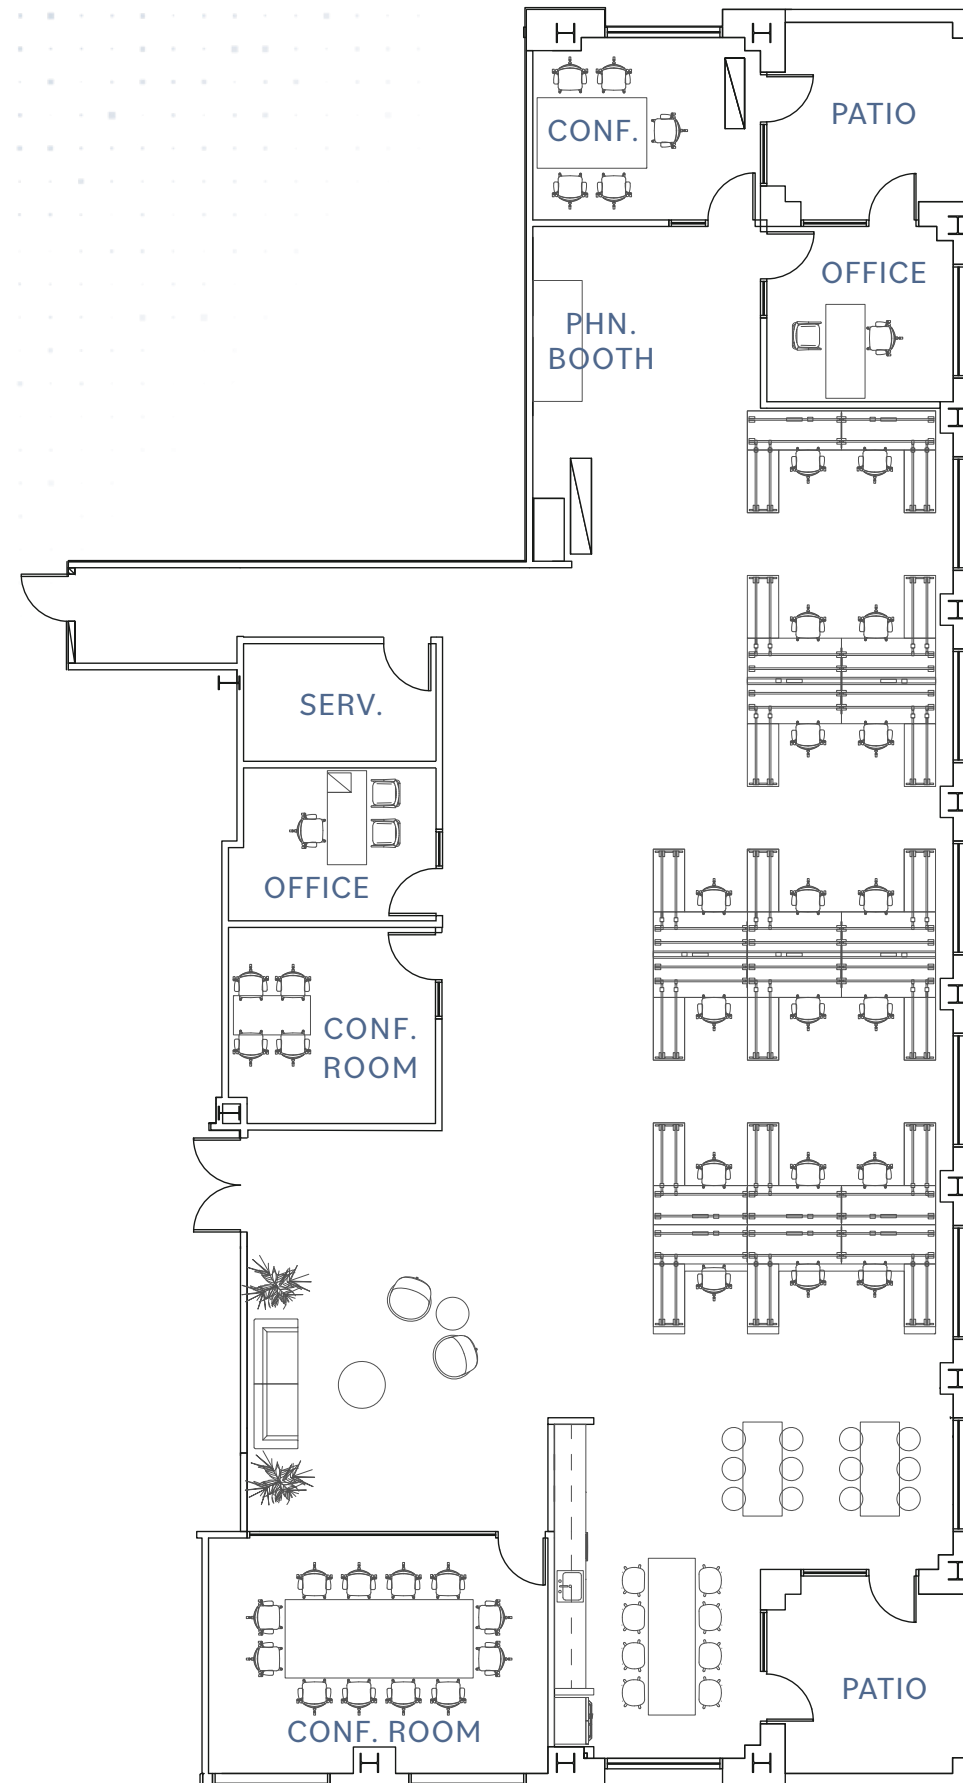 CONF.
PATIO
OFFICE
PHN.
BOOTH
SERV.
OFFICE
CONF.
ROOM
PATIO
CONF. ROOM